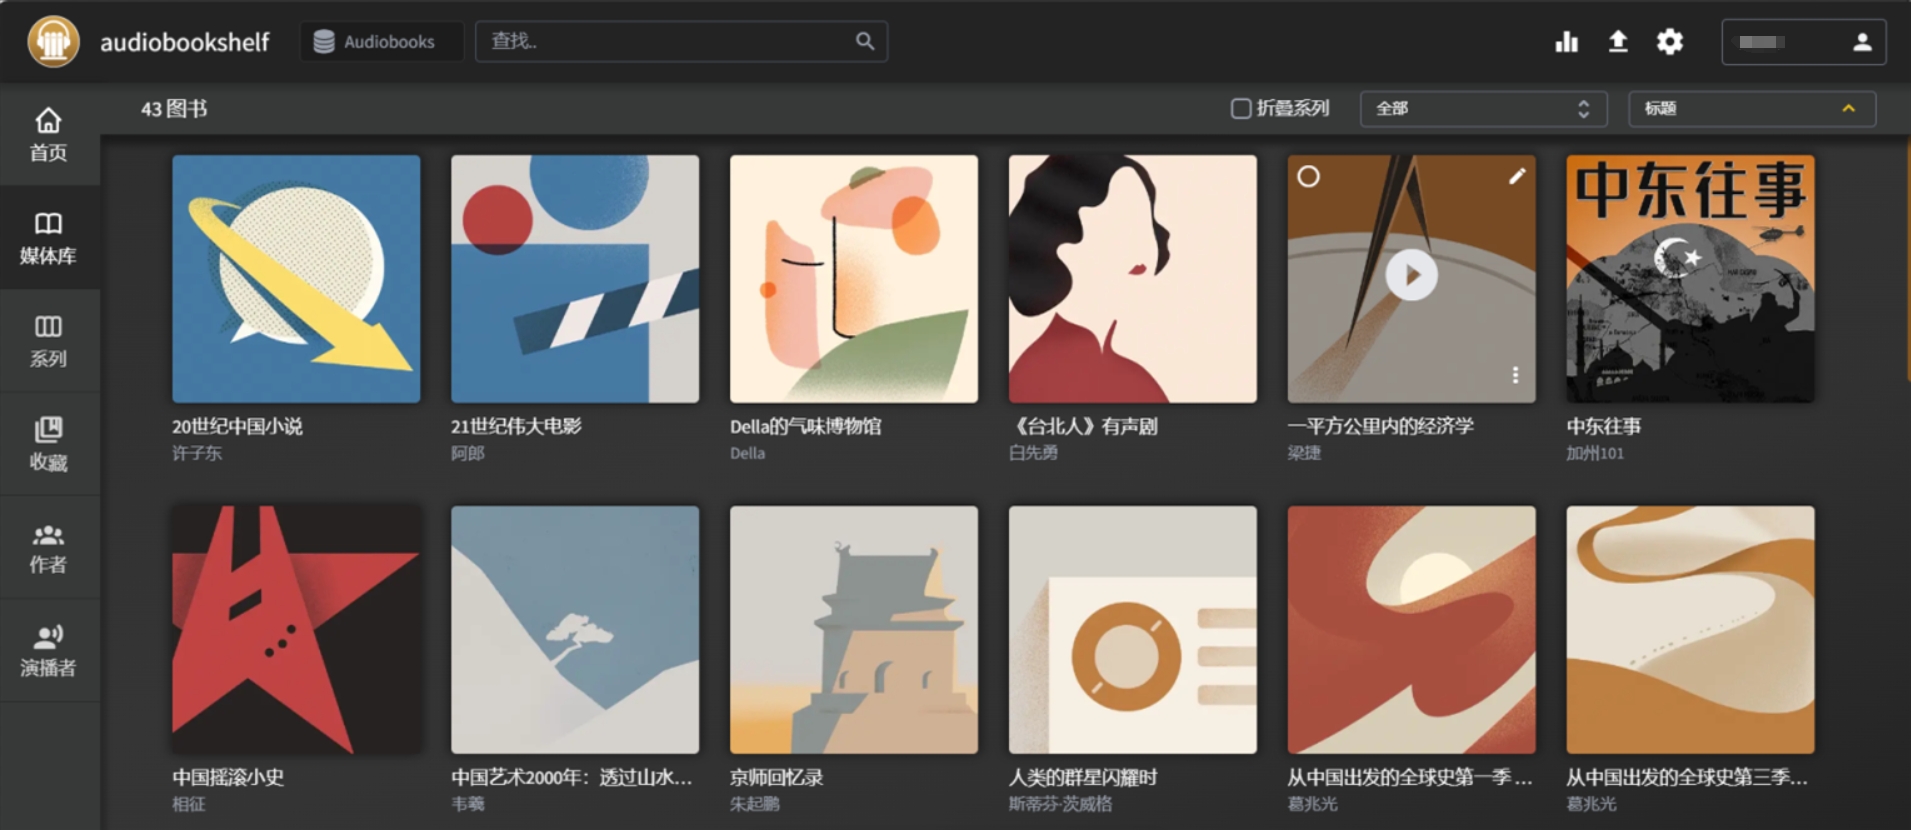 audiobookshelf
Audiobooks
查找..
43 图书
折叠系列
全部
标题
首页
媒体库
系列
收藏
作者
演播者
中东往事
20世纪中国小说
许子东
21世纪伟大电影
阿郎
Della的气味博物馆
Della
《台北人》有声剧
白先勇
一平方公里内的经济学
梁捷
中东往事
加州101
中国摇滚小史
相征
中国艺术2000年：透过山水...
韦羲
京师回忆录
朱起鹏
人类的群星闪耀时
斯蒂芬·茨威格
从中国出发的全球史第一季 ...
葛兆光
从中国出发的全球史第三季...
葛兆光